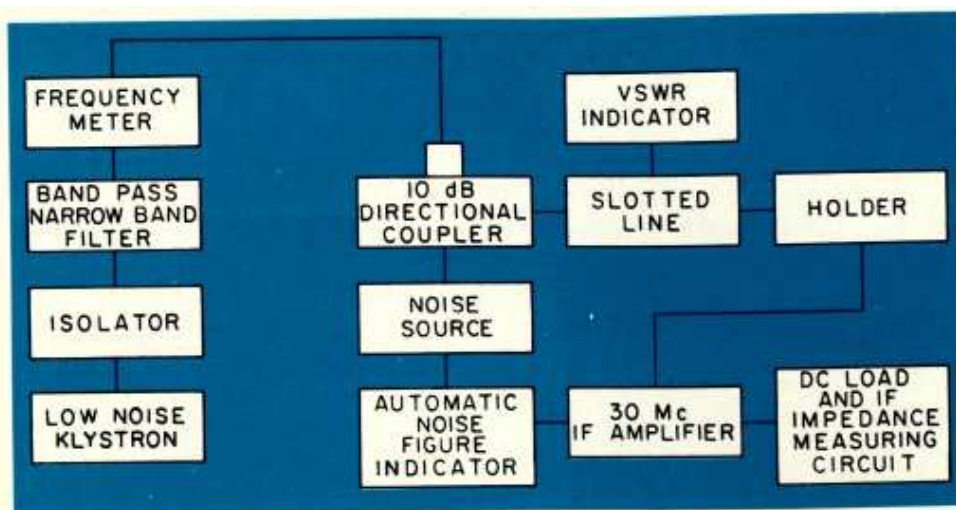 FREQUENCY
METER
BAND PASS
NARROW BAND
FILTER
ISOLATOR
LOW NOISE
KLYSTRON
10 dB
DIRECTIONAL
COUPLER
NOISE
SOURCE
AUTOMATIC
NOISE
FIGURE
INDICATOR
VSWR
INDICATOR
SLOTTED
LINE
HOLDER
30 Mc
IF AMPLIFIER
DC LOAD
AND IF
IMPEDANCE
MEASURING
CIRCUIT